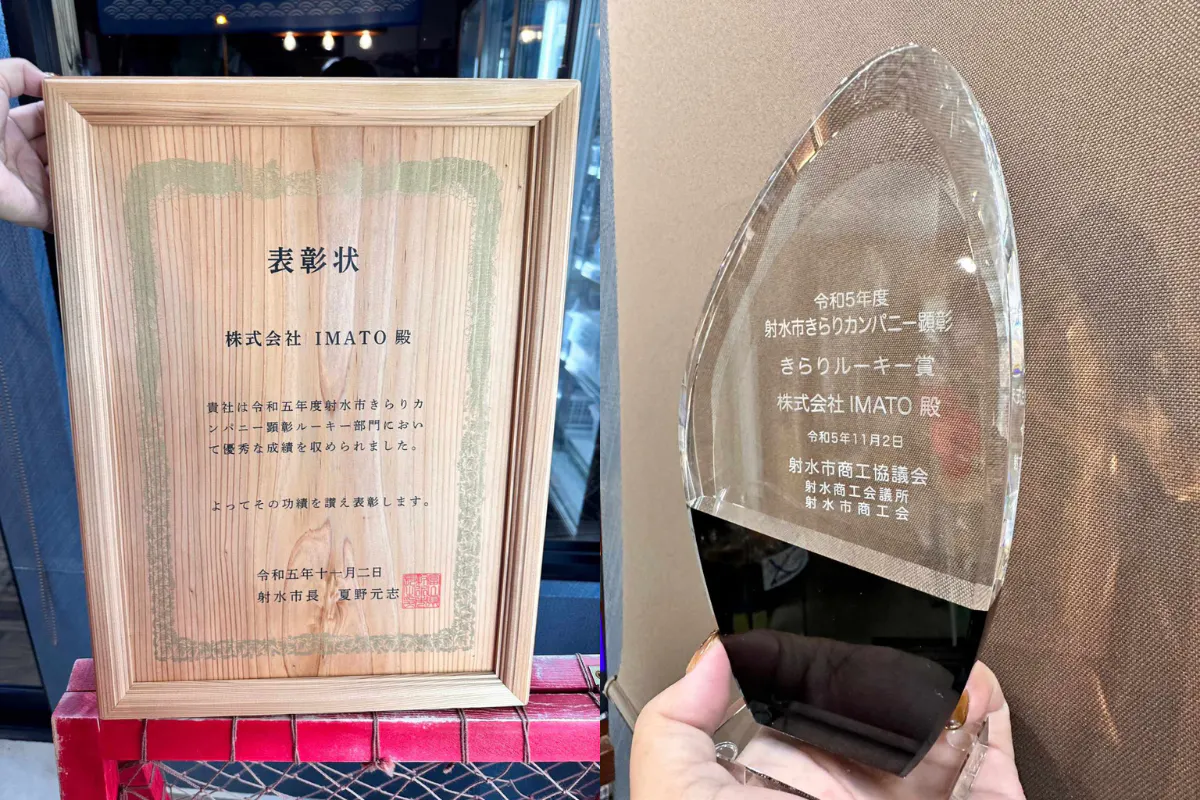 表彰状
株式会社 IMATO 殿
貴社は令和五年度射水市きらりカ
ンパニー顕彰ルーキー部門におい
て優秀な成績を収められました。
よってその功績を讃え表彰します。
令和五年十一月二日
射水市長 夏野元志
令和5年度
射水市きらりカンパニー顕彰
きらりルーキー賞
株式会社 IMATO 殿
令和5年11月2日
射水市商工協議会
射水商工会議所
射水市商工会